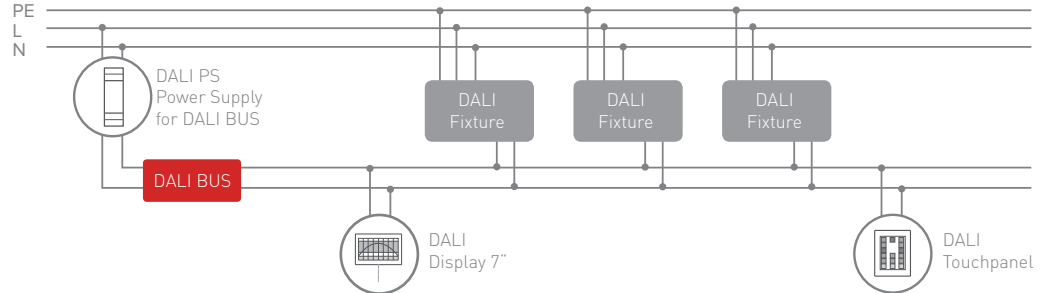 PE
L
N
DALI PS
Power Supply
for DALI BUS
DALI
Fixture
DALI
Fixture
DALI
Fixture
DALI BUS
DALI
Display 7"
DALI
Touchpanel